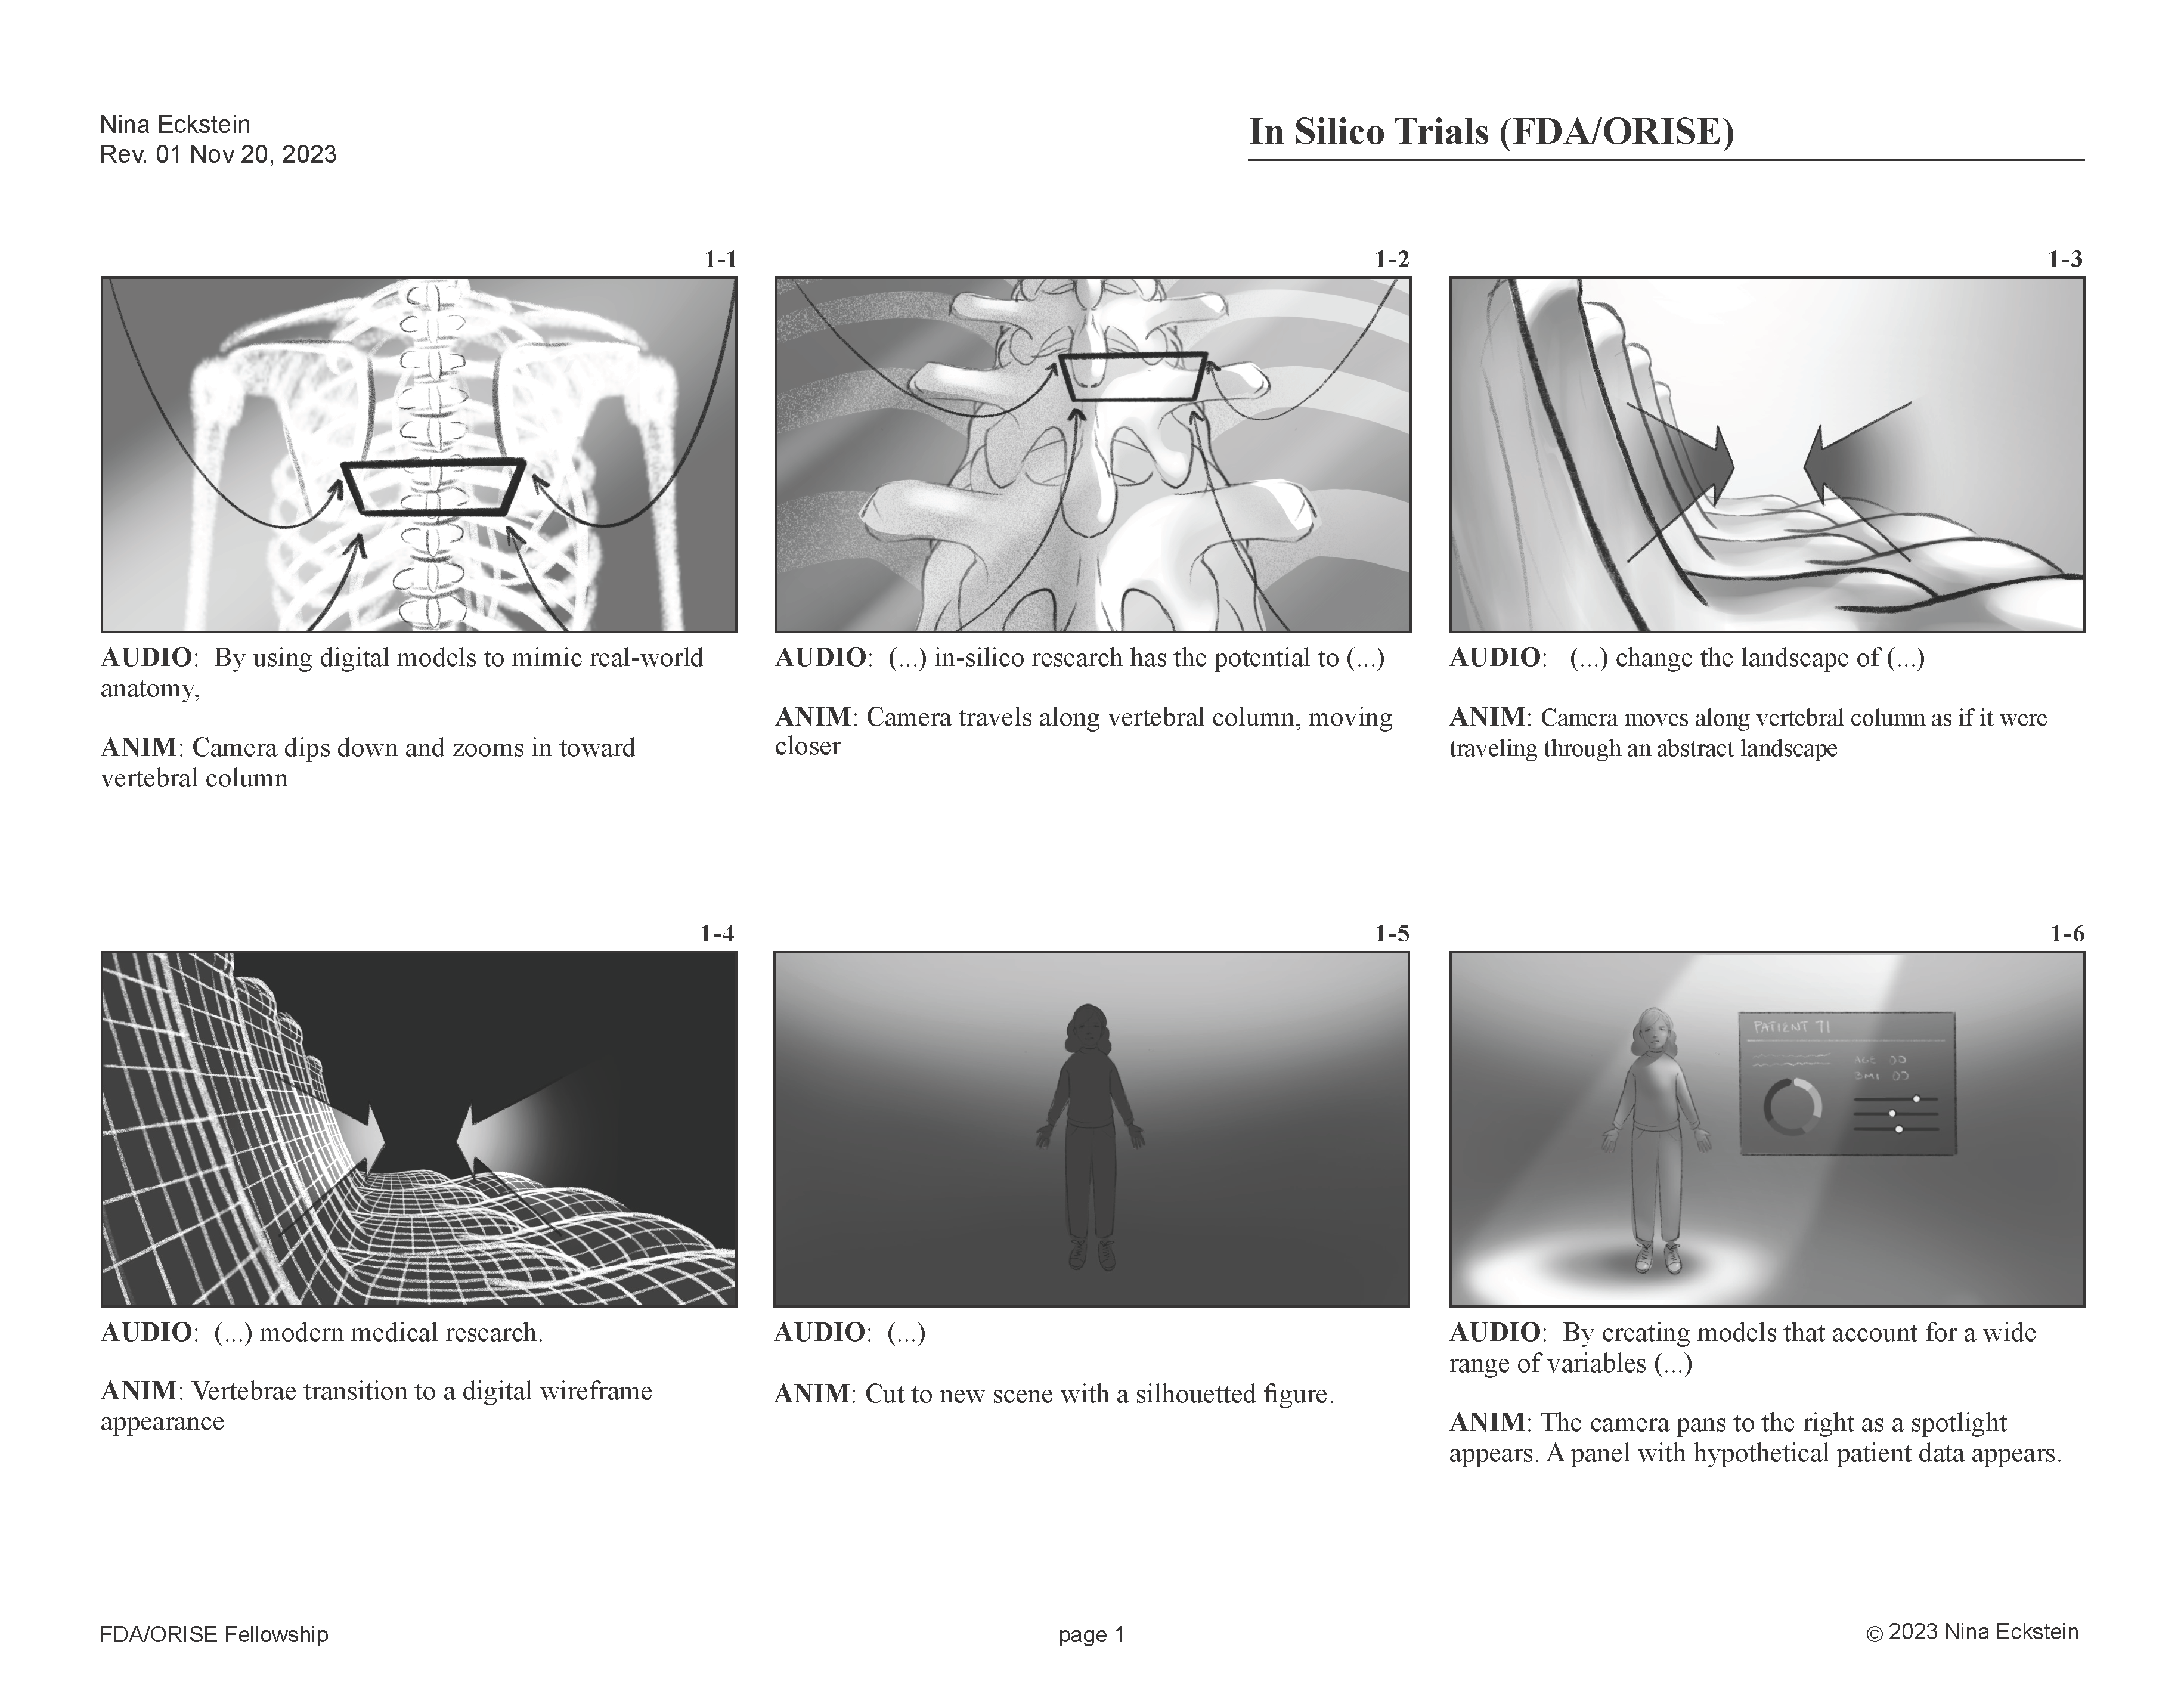 Nina Eckstein
Rev. 01 Nov 20, 2023
In Silico Trials (FDA/ORISE)
1-1
AUDIO:  By using digital models to mimic real-world
anatomy,
ANIM: Camera dips down and zooms in toward
vertebral column
1-2
AUDIO:  (...) in-silico research has the potential to (...)
ANIM: Camera travels along vertebral column, moving
closer
1-3
AUDIO:   (...) change the landscape of (...)
ANIM: Camera moves along vertebral column as if it were
traveling through an abstract landscape
1-4
AUDIO:  (...) modern medical research.
ANIM: Vertebrae transition to a digital wireframe
appearance
1-5
AUDIO:  (...)
ANIM: Cut to new scene with a silhouetted figure.
1-6
PATIENT 71
AGE 00
BMI 00
AUDIO:  By creating models that account for a wide
range of variables (...)
ANIM: The camera pans to the right as a spotlight
appears. A panel with hypothetical patient data appears.
FDA/ORISE Fellowship
page 1
© 2023 Nina Eckstein